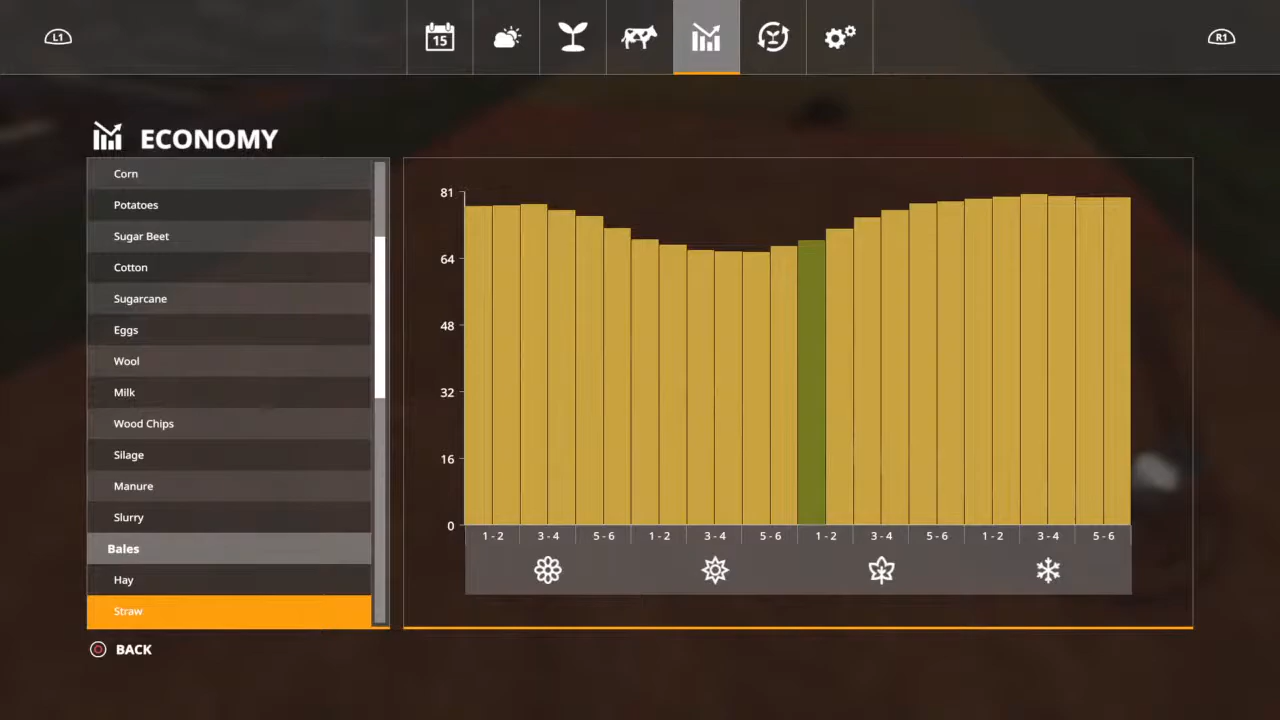 L1
15
R1
ECONOMY
Corn
Potatoes
Sugar Beet
Cotton
Sugarcane
Eggs
Wool
Milk
Wood Chips
Silage
Manure
Slurry
Bales
Hay
Straw
81
64
48
32
16
0
1 - 2 3 - 4 5 - 6 1 - 2 3 - 4 5 - 6 1 - 2 3 - 4 5 - 6 1 - 2 3 - 4 5 - 6
BACK